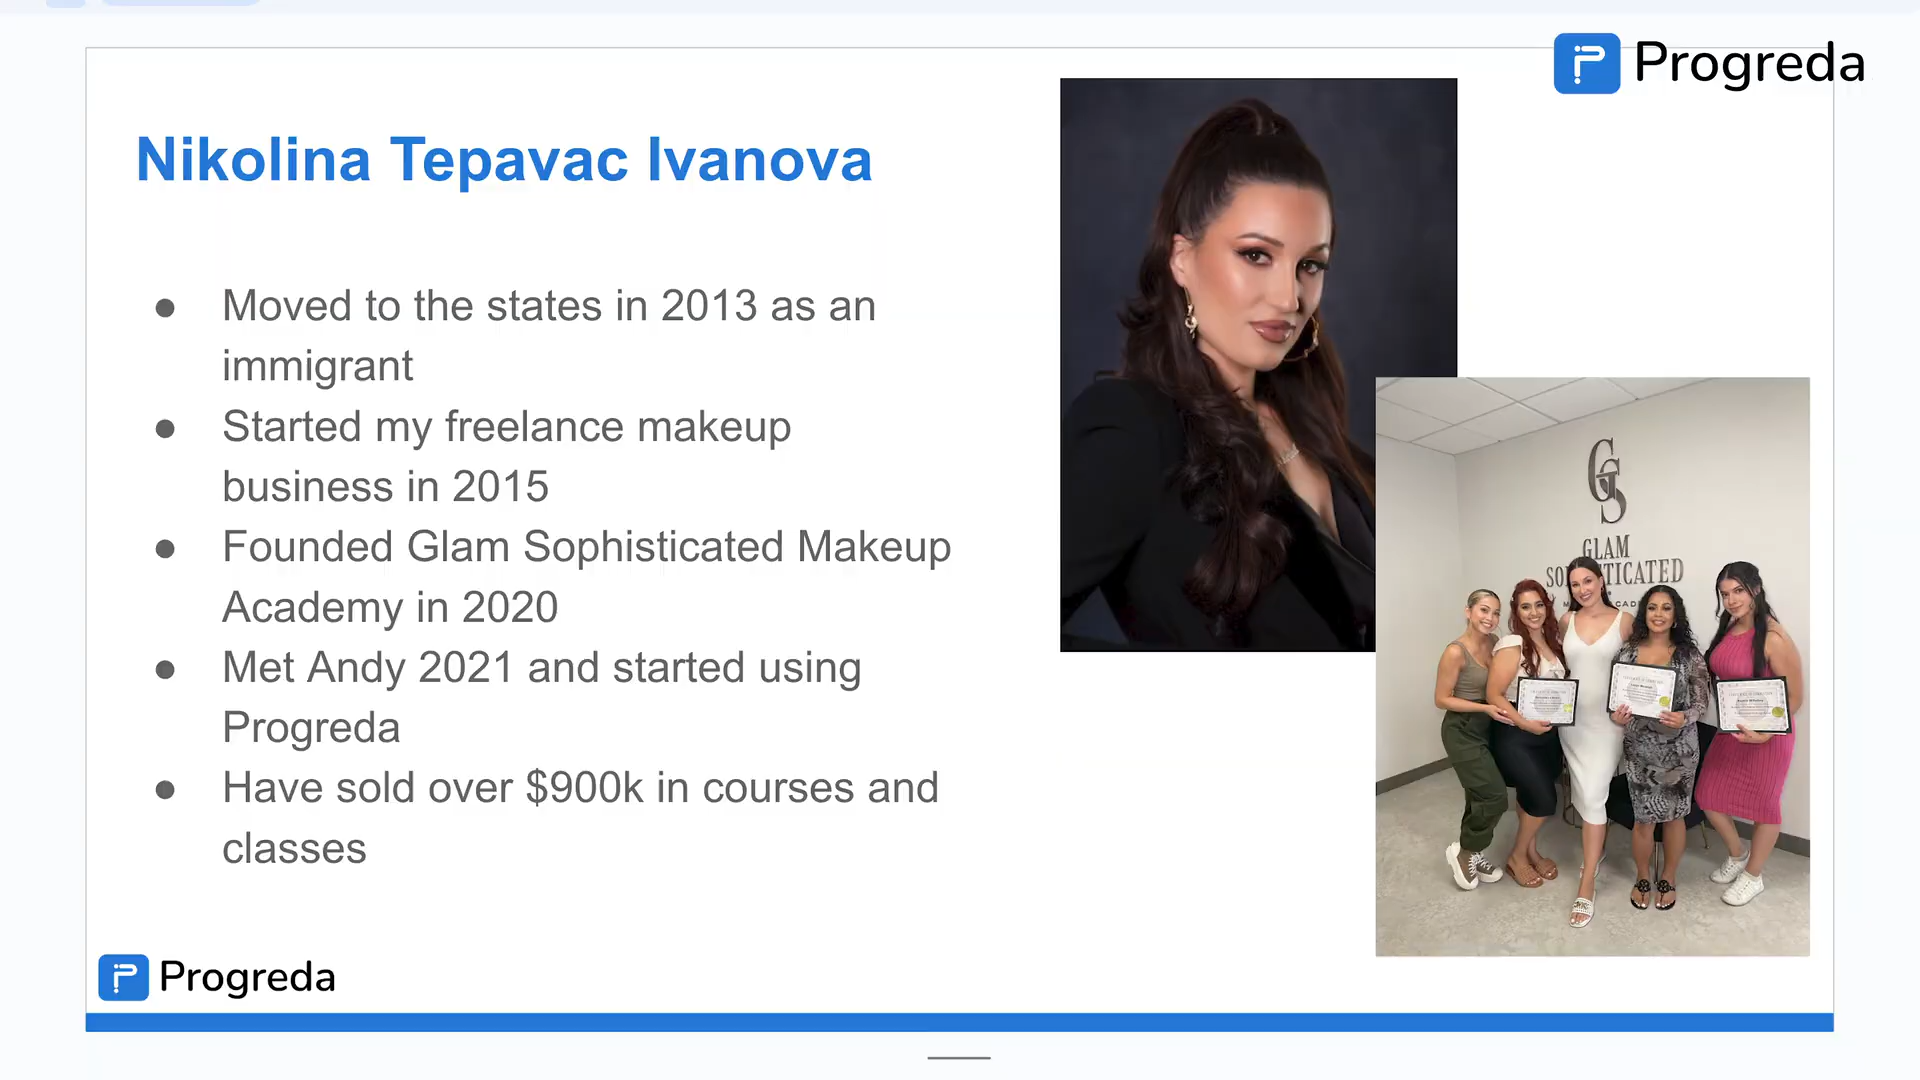 Progreda
Nikolina Tepavac Ivanova
● Moved to the states in 2013 as an
immigrant
● Started my freelance makeup
business in 2015
● Founded Glam Sophisticated Makeup
Academy in 2020
● Met Andy 2021 and started using
Progreda
● Have sold over $900k in courses and
classes
GS
GLAM
Progreda